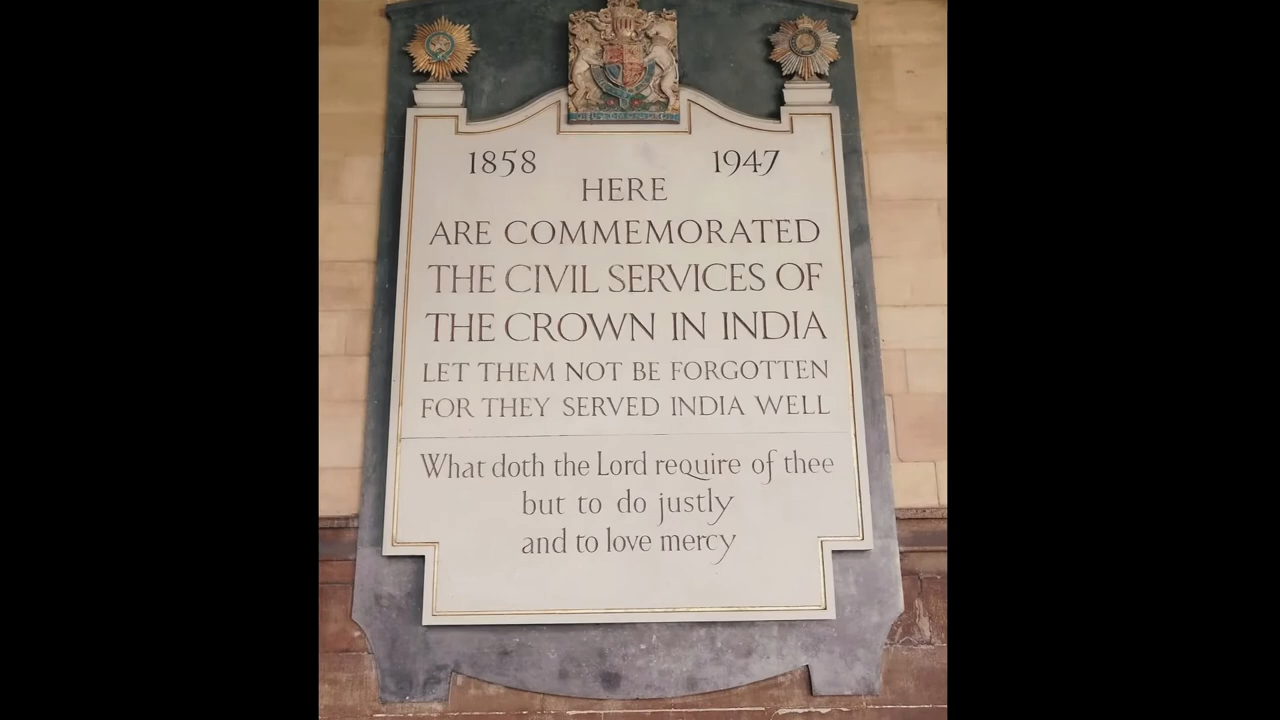 1858 1947
HERE
ARE COMMEMORATED
THE CIVIL SERVICES OF
THE CROWN IN INDIA
LET THEM NOT BE FORGOTTEN
FOR THEY SERVED INDIA WELL
What doth the Lord require of thee
but to do justly
and to love mercy